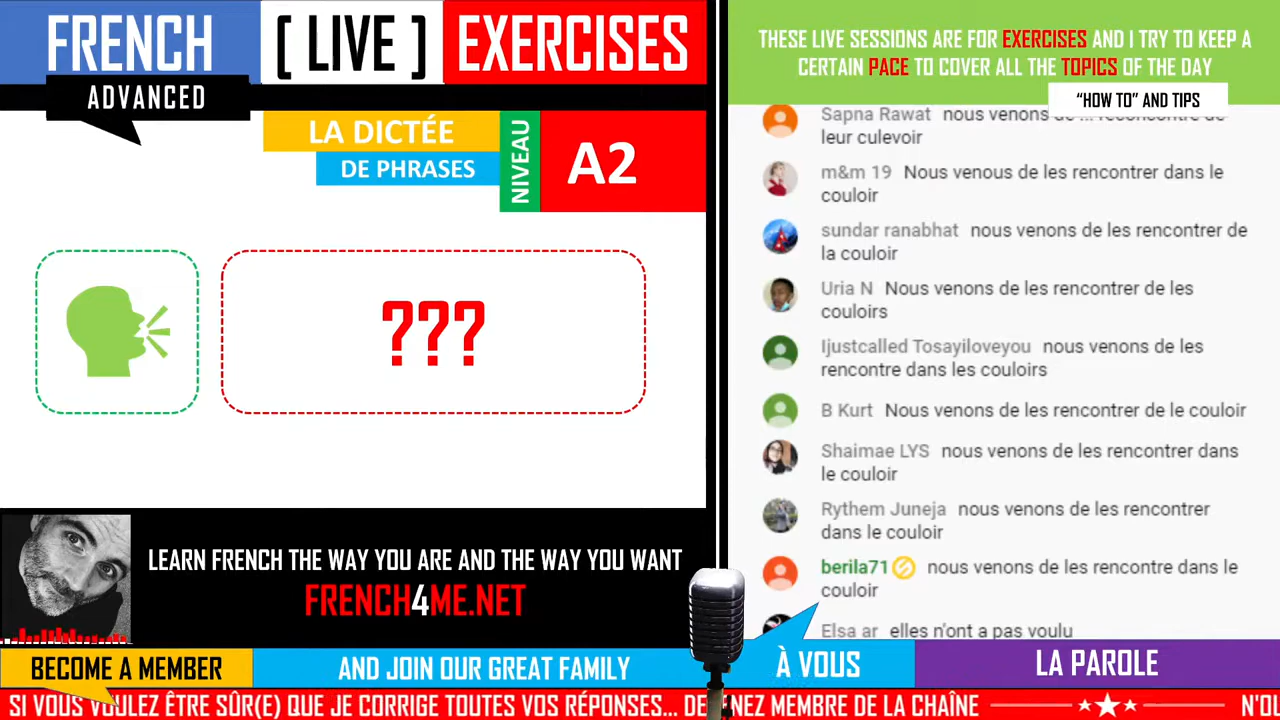 FRENCH [ LIVE ] EXERCISES
ADVANCED
LA DICTÉE
DE PHRASES
NIVEAU
A2
???
LEARN FRENCH THE WAY YOU ARE AND THE WAY YOU WANT
FRENCH4ME.NET
THESE LIVE SESSIONS ARE FOR EXERCISES AND I TRY TO KEEP A
CERTAIN PACE TO COVER ALL THE TOPICS OF THE DAY
“HOW TO” AND TIPS
Sapna Rawat nous venons de ... reconcontre de
leur culevoir
m&m 19 Nous venous de les rencontrer dans le
couloir
sundar ranabhat nous venons de les rencontrer de
la couloir
Uria N Nous venons de les rencontrer de les
couloirs
Ijustcalled Tosayiloveyou nous venons de les
rencontre dans les couloirs
B Kurt Nous venons de les rencontrer de le couloir
Shaimae LYS nous venons de les rencontrer dans
le couloir
Rythem Juneja nous venons de les rencontrer
dans le couloir
berila71 nous venons de les rencontre dans le
couloir
Elsa ar elles n'ont a pas voulu
BECOME A MEMBER AND JOIN OUR GREAT FAMILY
À VOUS LA PAROLE
SI VOUS VOULEZ ÊTRE SÛR(E) QUE JE CORRIGE TOUTES VOS RÉPONSES... DEVENEZ MEMBRE DE LA CHAÎNE